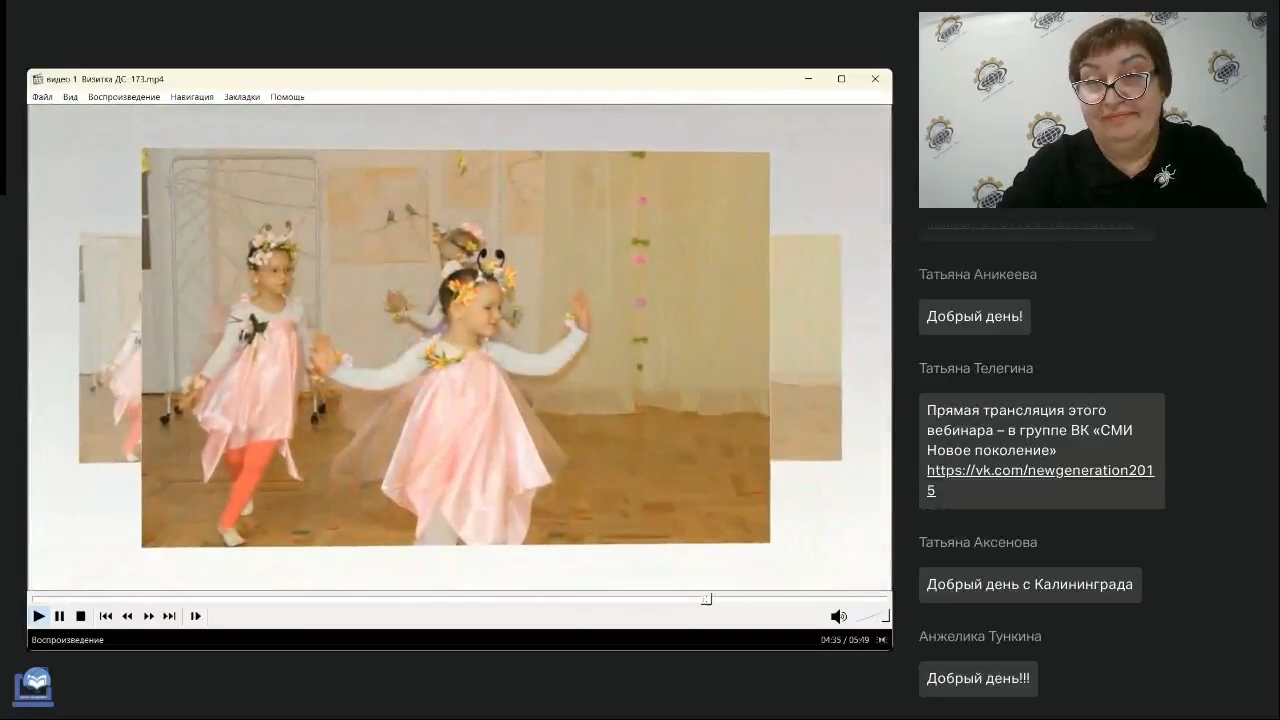 видео 1 Визитка ДС 173.mp4
Файл Вид Воспроизведение Навигация Закладки Помощь
Воспроизведение
04:35 / 05:49
Татьяна Аникеева
Добрый день!
Татьяна Телегина
Прямая трансляция этого
вебинара – в группе ВК «СМИ
Новое поколение»
https://vk.com/newgeneration201
5
Татьяна Аксенова
Добрый день с Калининграда
Анжелика Тункина
Добрый день!!!